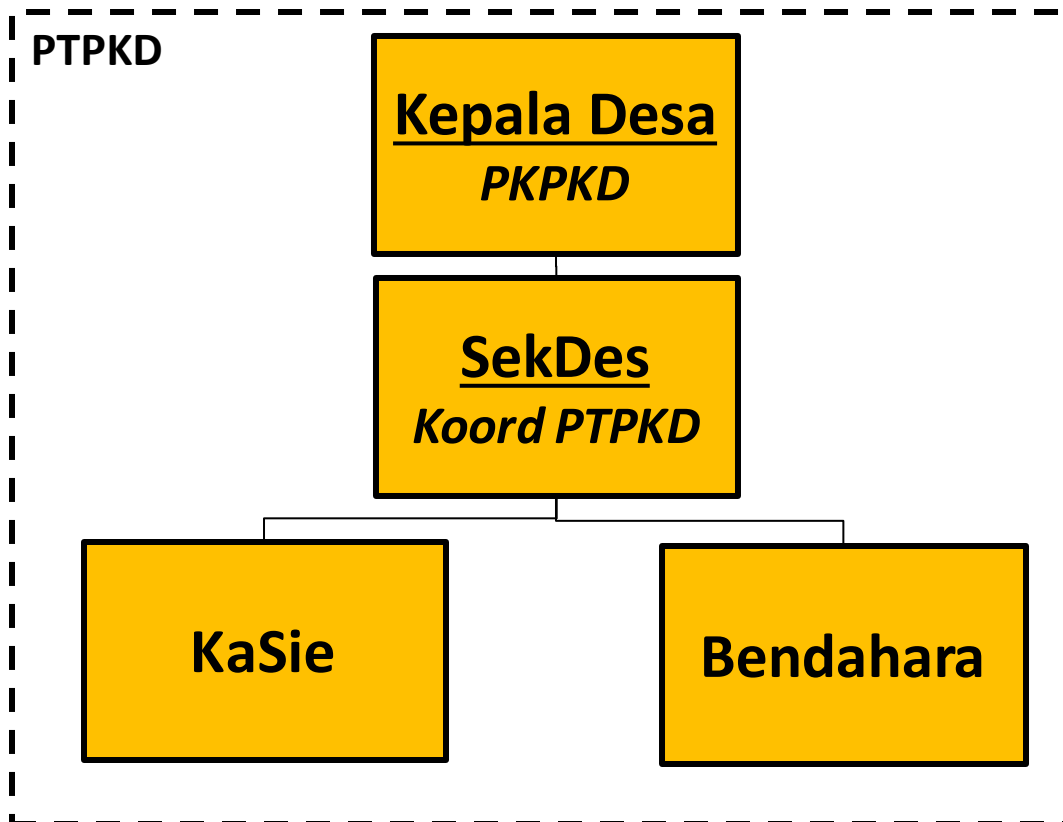 PTPKD
Kepala Desa
PKPKD
SekDes
Koord PTPKD
KaSie
Bendahara